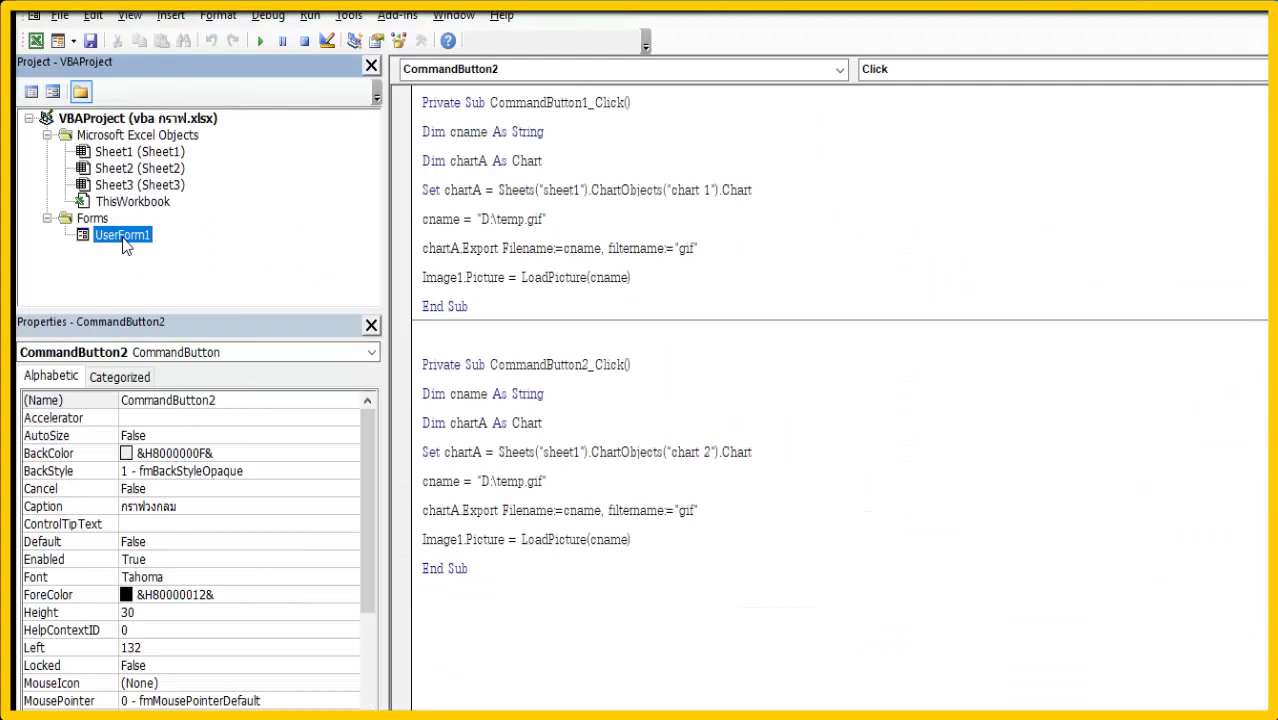 File Edit View Insert Format Debug Run Tools Add-Ins Window Help
Project - VBAProject
VBAProject (vba กราฟ.xlsx)
Microsoft Excel Objects
Sheet1 (Sheet1)
Sheet2 (Sheet2)
Sheet3 (Sheet3)
ThisWorkbook
Forms
UserForm1
Properties - CommandButton2
CommandButton2 CommandButton
Alphabetic Categorized
(Name) CommandButton2
Accelerator
AutoSize False
BackColor &H8000000F&
BackStyle 1 - fmBackStyleOpaque
Cancel False
Caption กราฟวงกลม
ControlTipText
Default False
Enabled True
Font Tahoma
ForeColor &H80000012&
Height 30
HelpContextID 0
Left 132
Locked False
MouseIcon (None)
MousePointer 0 - fmMousePointerDefault
CommandButton2 Click
Private Sub CommandButton1_Click()
Dim cname As String
Dim chartA As Chart
Set chartA = Sheets("sheet1").ChartObjects("chart 1").Chart
cname = "D:\temp.gif"
chartA.Export Filename:=cname, filtername:="gif"
Image1.Picture = LoadPicture(cname)
End Sub
Private Sub CommandButton2_Click()
Dim cname As String
Dim chartA As Chart
Set chartA = Sheets("sheet1").ChartObjects("chart 2").Chart
cname = "D:\temp.gif"
chartA.Export Filename:=cname, filtername:="gif"
Image1.Picture = LoadPicture(cname)
End Sub